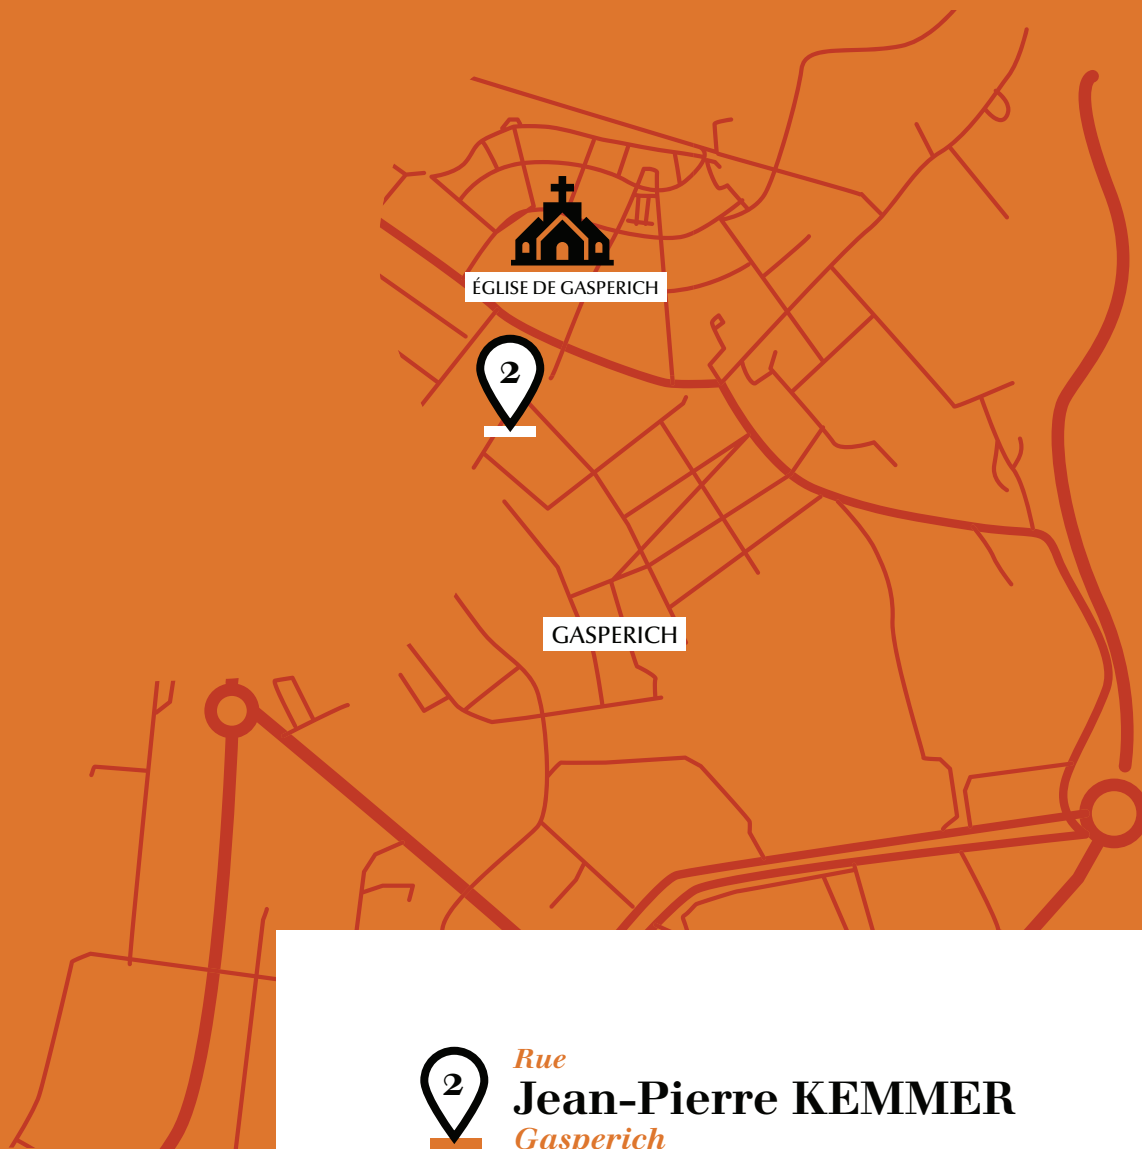 ÉGLISE DE GASPERICH
2
GASPERICH
2
Rue
Jean-Pierre KEMMER
Gasperich